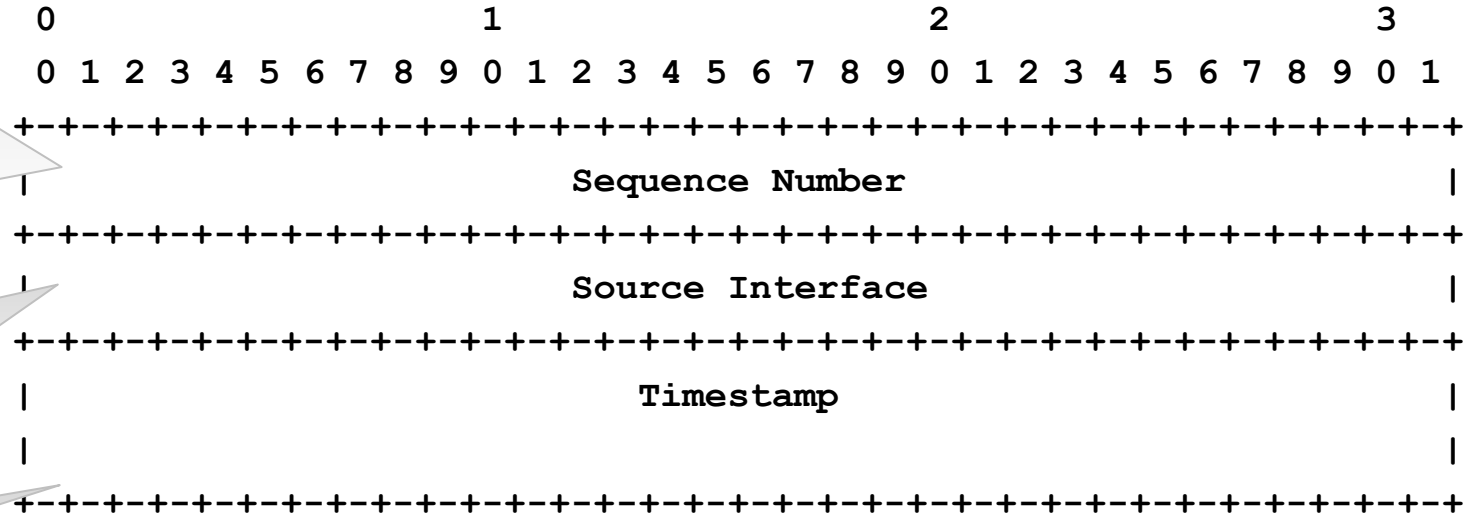 0                   1                   2                   3
0 1 2 3 4 5 6 7 8 9 0 1 2 3 4 5 6 7 8 9 0 1 2 3 4 5 6 7 8 9 0 1
+-+-+-+-+-+-+-+-+-+-+-+-+-+-+-+-+-+-+-+-+-+-+-+-+-+-+-+-+-+-+-+-+
|                        Sequence Number                        |
+-+-+-+-+-+-+-+-+-+-+-+-+-+-+-+-+-+-+-+-+-+-+-+-+-+-+-+-+-+-+-+-+
|                        Source Interface                       |
+-+-+-+-+-+-+-+-+-+-+-+-+-+-+-+-+-+-+-+-+-+-+-+-+-+-+-+-+-+-+-+-+
|                           Timestamp                           |
|                                                               |
+-+-+-+-+-+-+-+-+-+-+-+-+-+-+-+-+-+-+-+-+-+-+-+-+-+-+-+-+-+-+-+-+